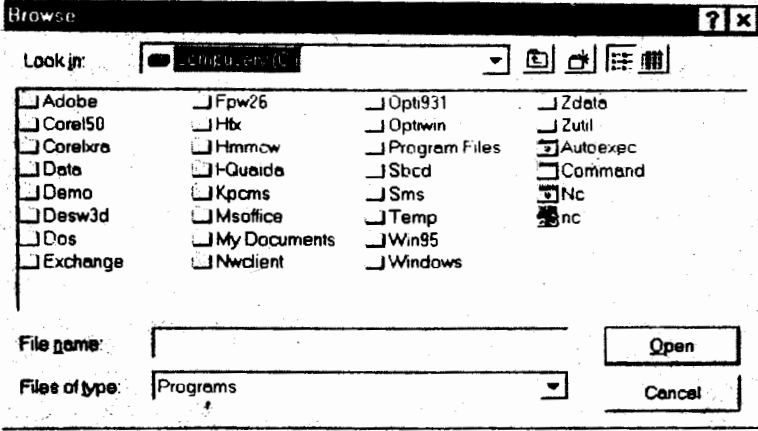 Browse
Look in:
Adobe
Corel50
Corelxra
Data
Demo
Desw3d
Dos
Exchange
Fpw26
Hfx
Hmmcw
I-Quaida
Kpcms
Msoffice
My Documents
Nwclient
Opti931
Optiwin
Program Files
Sbcd
Sms
Temp
Win95
Windows
Zdata
Zutil
Autoexec
Command
Nc
nc
File name:
Open
Files of type: Programs
Cancel